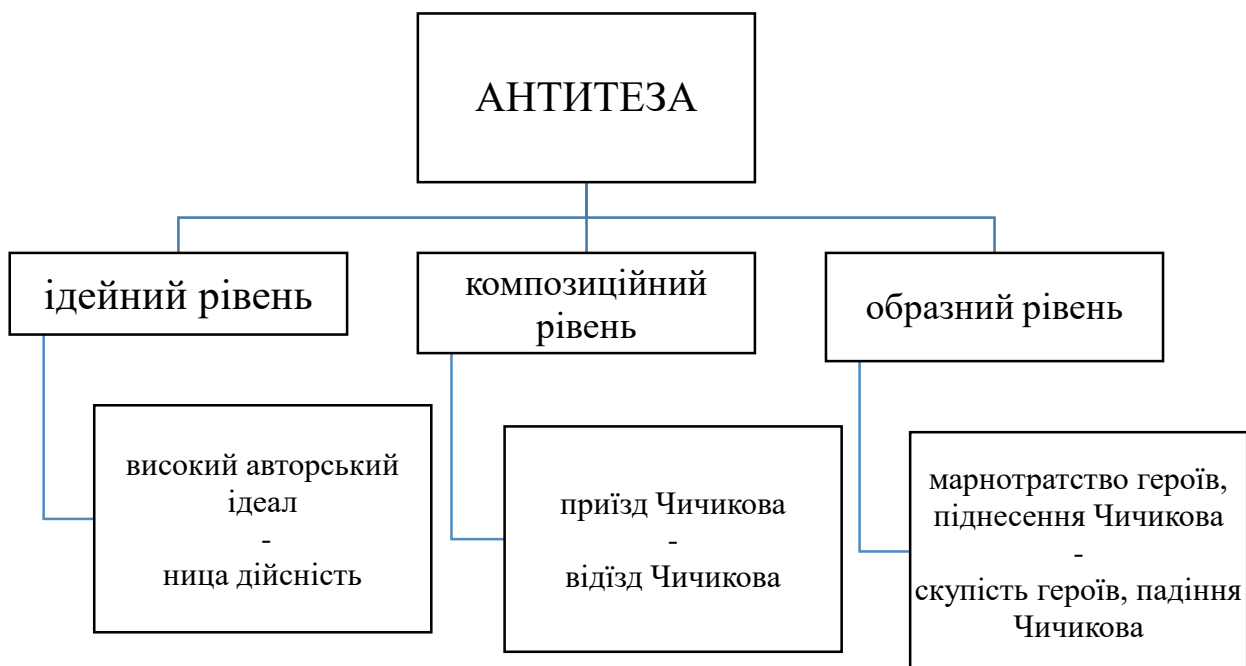 АНТИТЕЗА
ідейний рівень
високий авторський
ідеал
-
ница дійсність
композиційний
рівень
приїзд Чичикова
-
відїзд Чичикова
образний рівень
марнотратство героїв,
піднесення Чичикова
-
скупість героїв, падіння
Чичикова